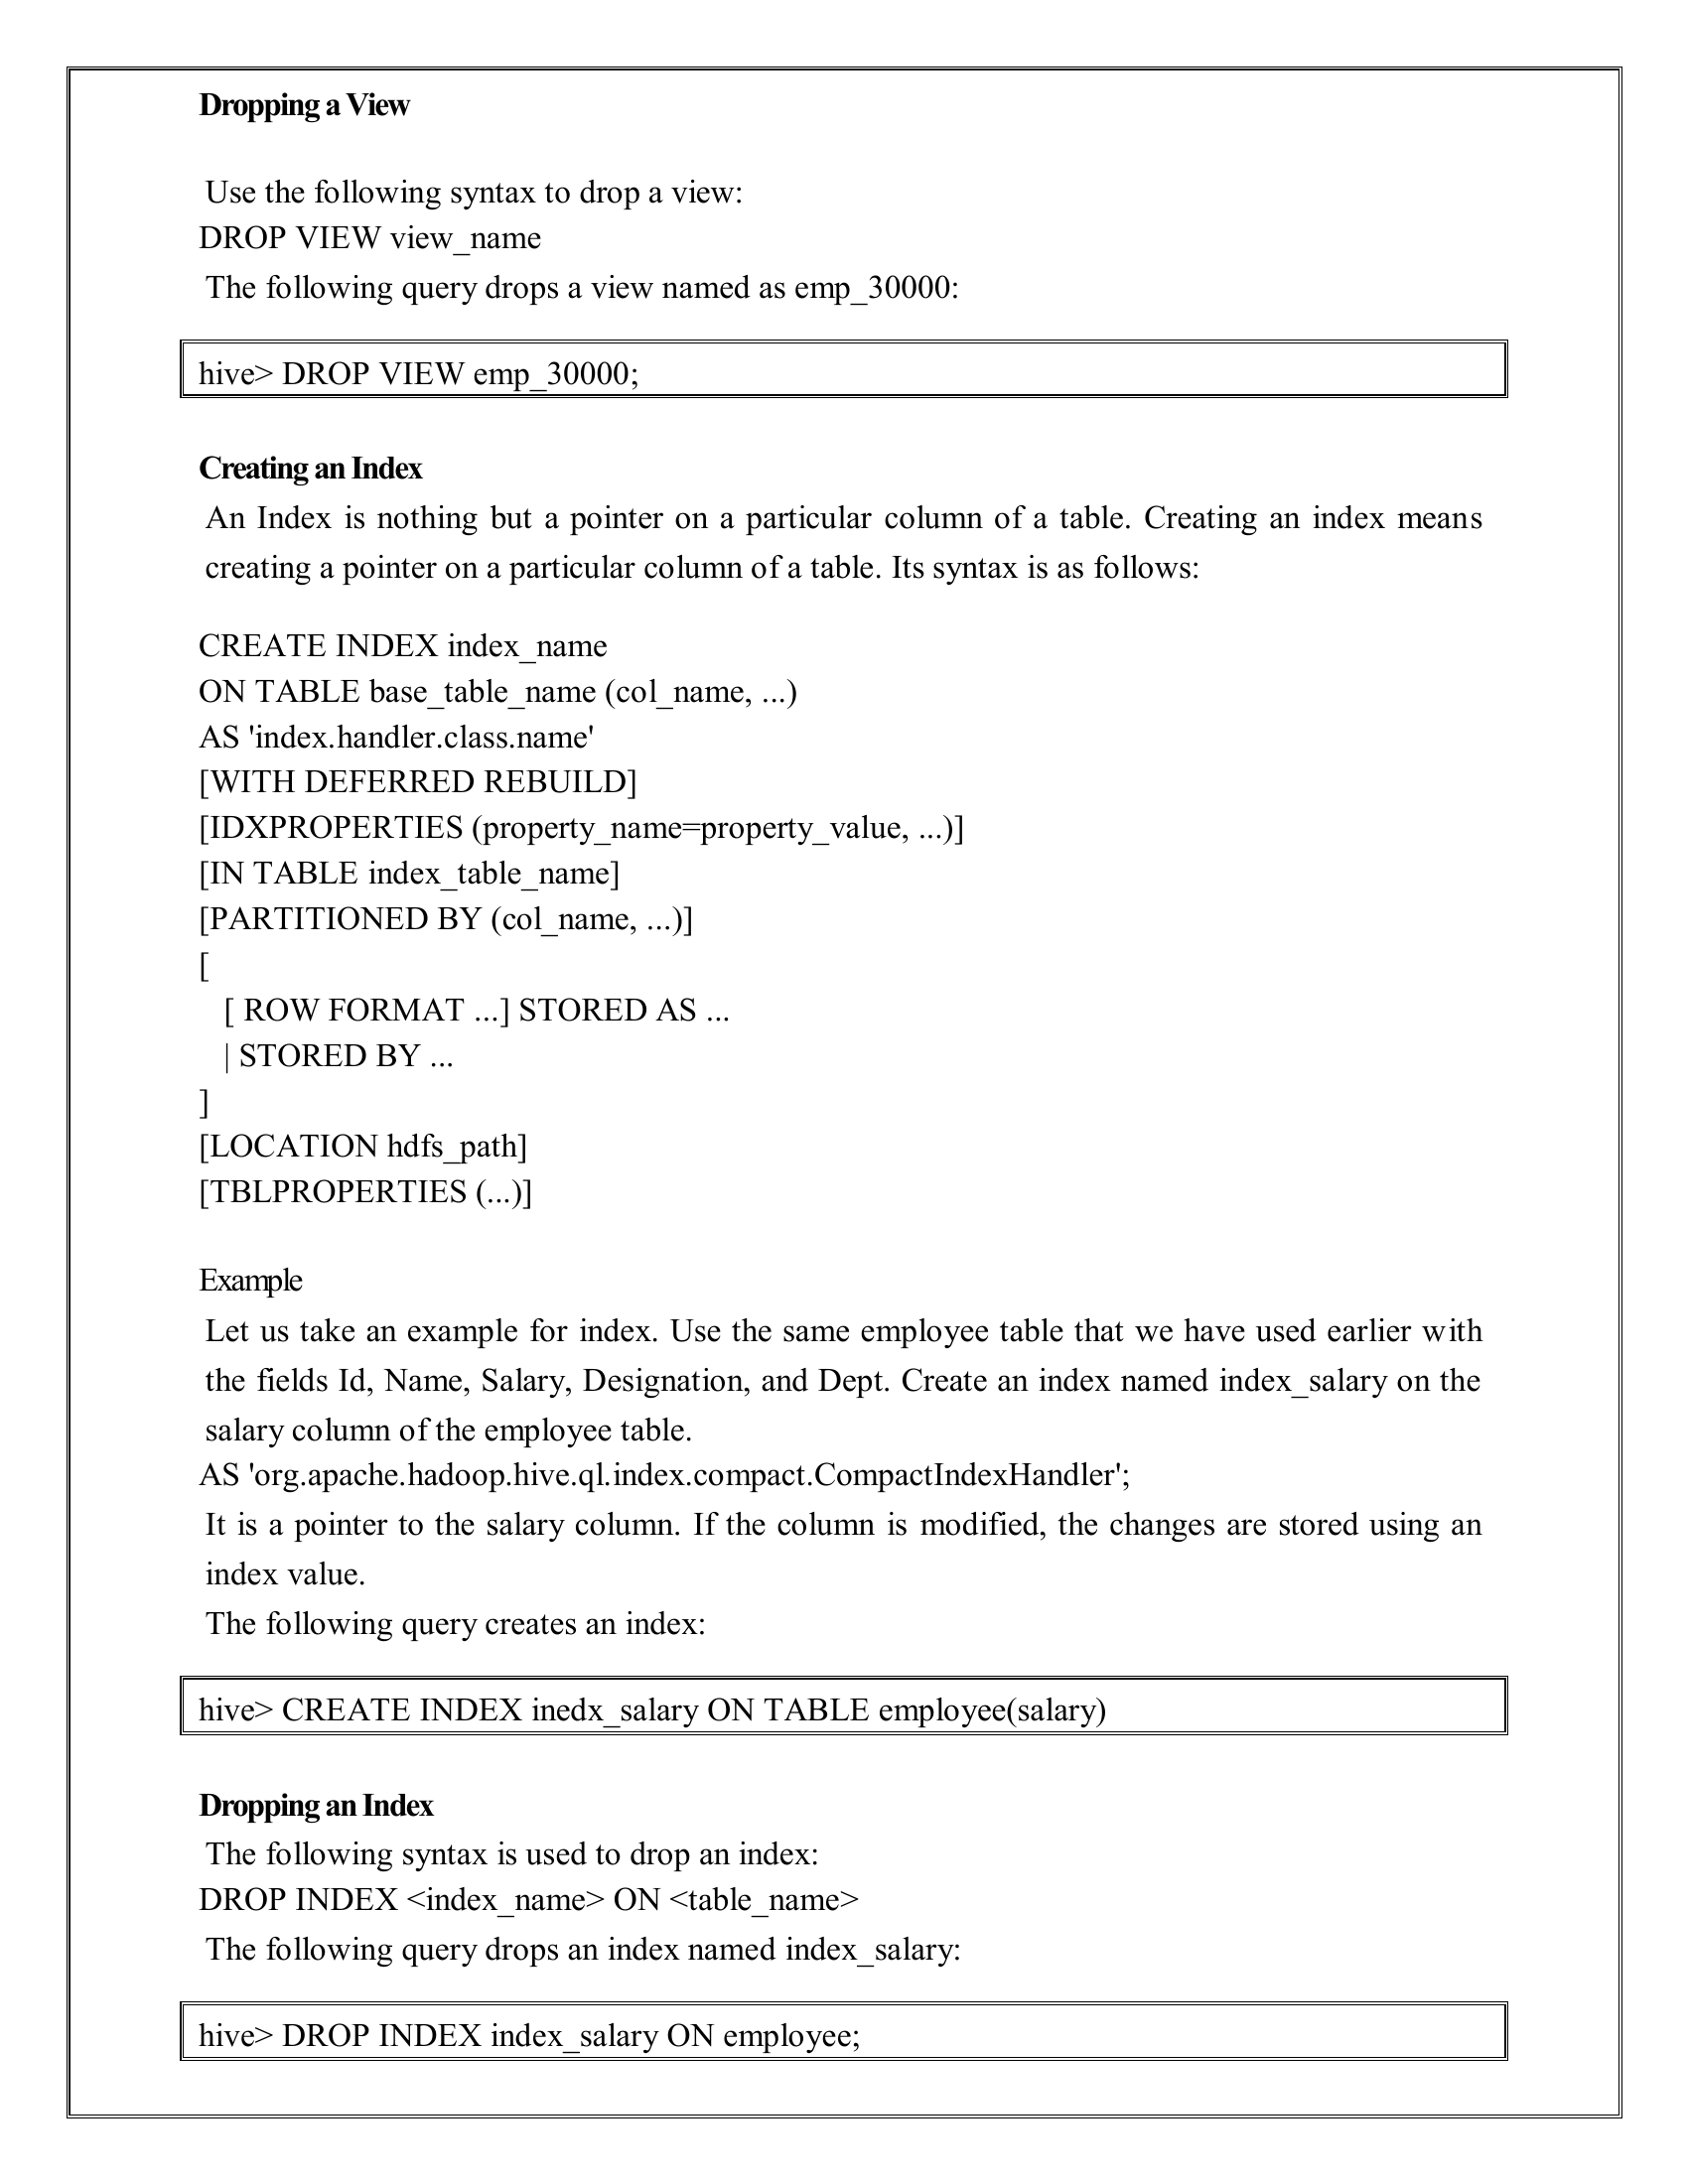 Dropping a View
Use the following syntax to drop a view:
DROP VIEW view_name
The following query drops a view named as emp_30000:
hive> DROP VIEW emp_30000;
Creating an Index
An Index is nothing but a pointer on a particular column of a table. Creating an index means
creating a pointer on a particular column of a table. Its syntax is as follows:
CREATE INDEX index_name
ON TABLE base_table_name (col_name, ...)
AS 'index.handler.class.name'
[WITH DEFERRED REBUILD]
[IDXPROPERTIES (property_name=property_value, ...)]
[IN TABLE index_table_name]
[PARTITIONED BY (col_name, ...)]
[
[ ROW FORMAT ...] STORED AS ...
| STORED BY ...
]
[LOCATION hdfs_path]
[TBLPROPERTIES (...)]
Example
Let us take an example for index. Use the same employee table that we have used earlier with
the fields Id, Name, Salary, Designation, and Dept. Create an index named index_salary on the
salary column of the employee table.
AS 'org.apache.hadoop.hive.ql.index.compact.CompactIndexHandler';
It is a pointer to the salary column. If the column is modified, the changes are stored using an
index value.
The following query creates an index:
hive> CREATE INDEX inedx_salary ON TABLE employee(salary)
Dropping an Index
The following syntax is used to drop an index:
DROP INDEX <index_name> ON <table_name>
The following query drops an index named index_salary:
hive> DROP INDEX index_salary ON employee;